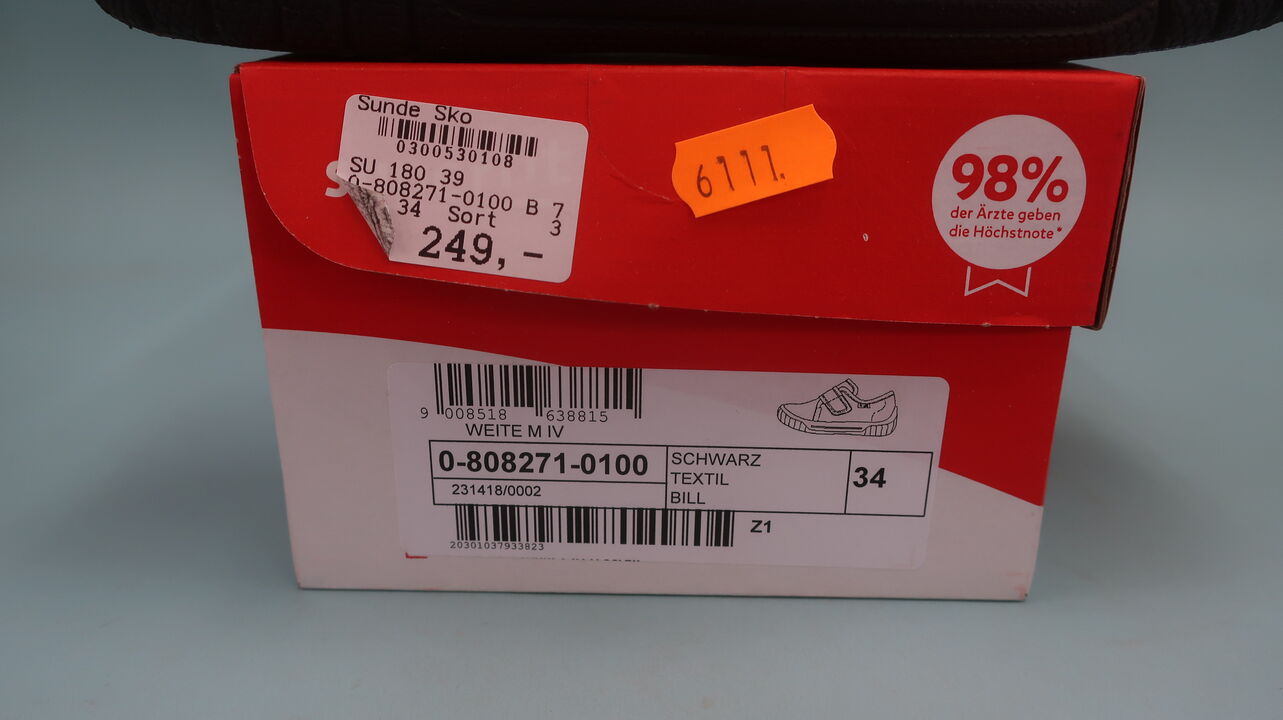 Sunde Sko
0300530108
SU 180 39
0-808271-0100 B 7
34 Sort 3
249,-
6111.
98%
der Ärzte geben
die Höchstnote*
9 008518 638815
WEITE M IV
0-808271-0100
231418/0002
SCHWARZ
TEXTIL
BILL
34
Z1
20301037933823